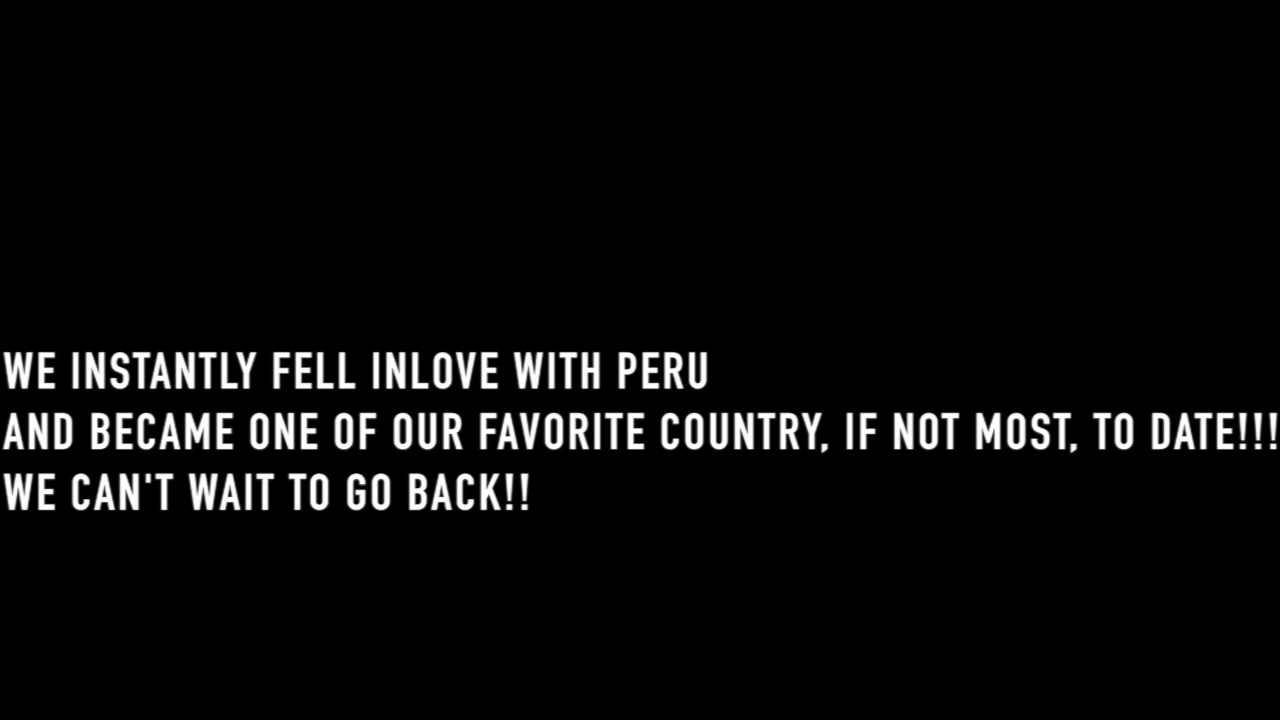 WE INSTANTLY FELL INLOVE WITH PERU
AND BECAME ONE OF OUR FAVORITE COUNTRY, IF NOT MOST, TO DATE!!!
WE CAN'T WAIT TO GO BACK!!